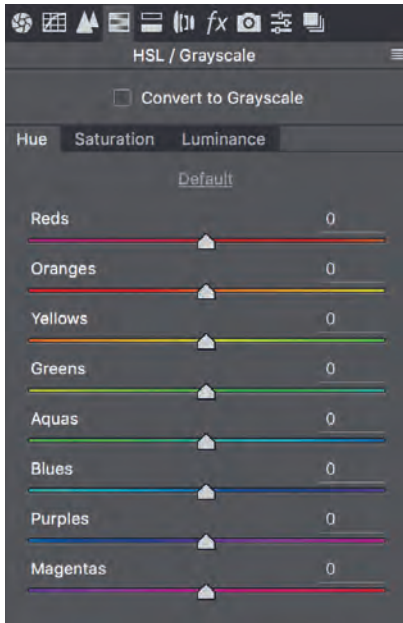 fx
HSL / Grayscale
Convert to Grayscale
Hue Saturation Luminance
Default
Reds 0
Oranges 0
Yellows 0
Greens 0
Aquas 0
Blues 0
Purples 0
Magentas 0